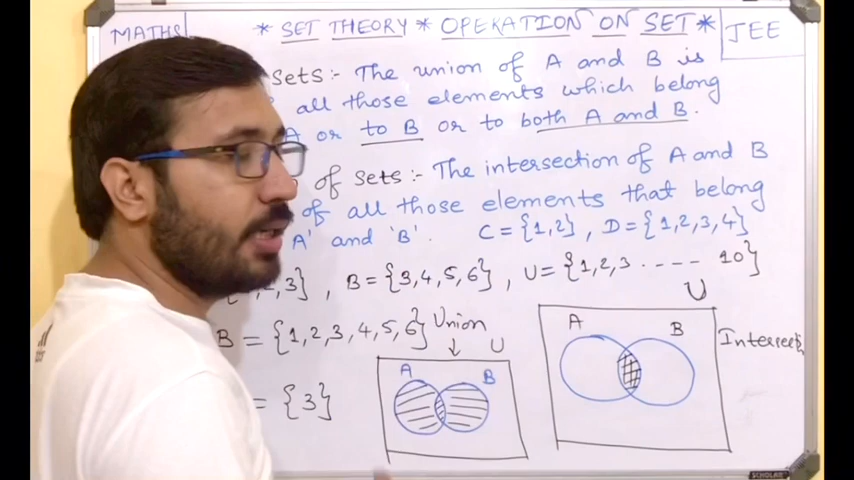 MATHS * SET THEORY * OPERATION ON SET * JEE
sets :- The union of A and B is
all those elements which belong
A or to B or to both A and B.
of sets :- The intersection of A and B
of all those elements that belong
A' and 'B'. C = {1,2} , D = {1,2,3,4}
3} , B = {3,4,5,6} , U = {1,2,3 ---- 10}
B = {1,2,3,4,5,6} Union U
U
A B
= {3}
A B
SCHOLAR